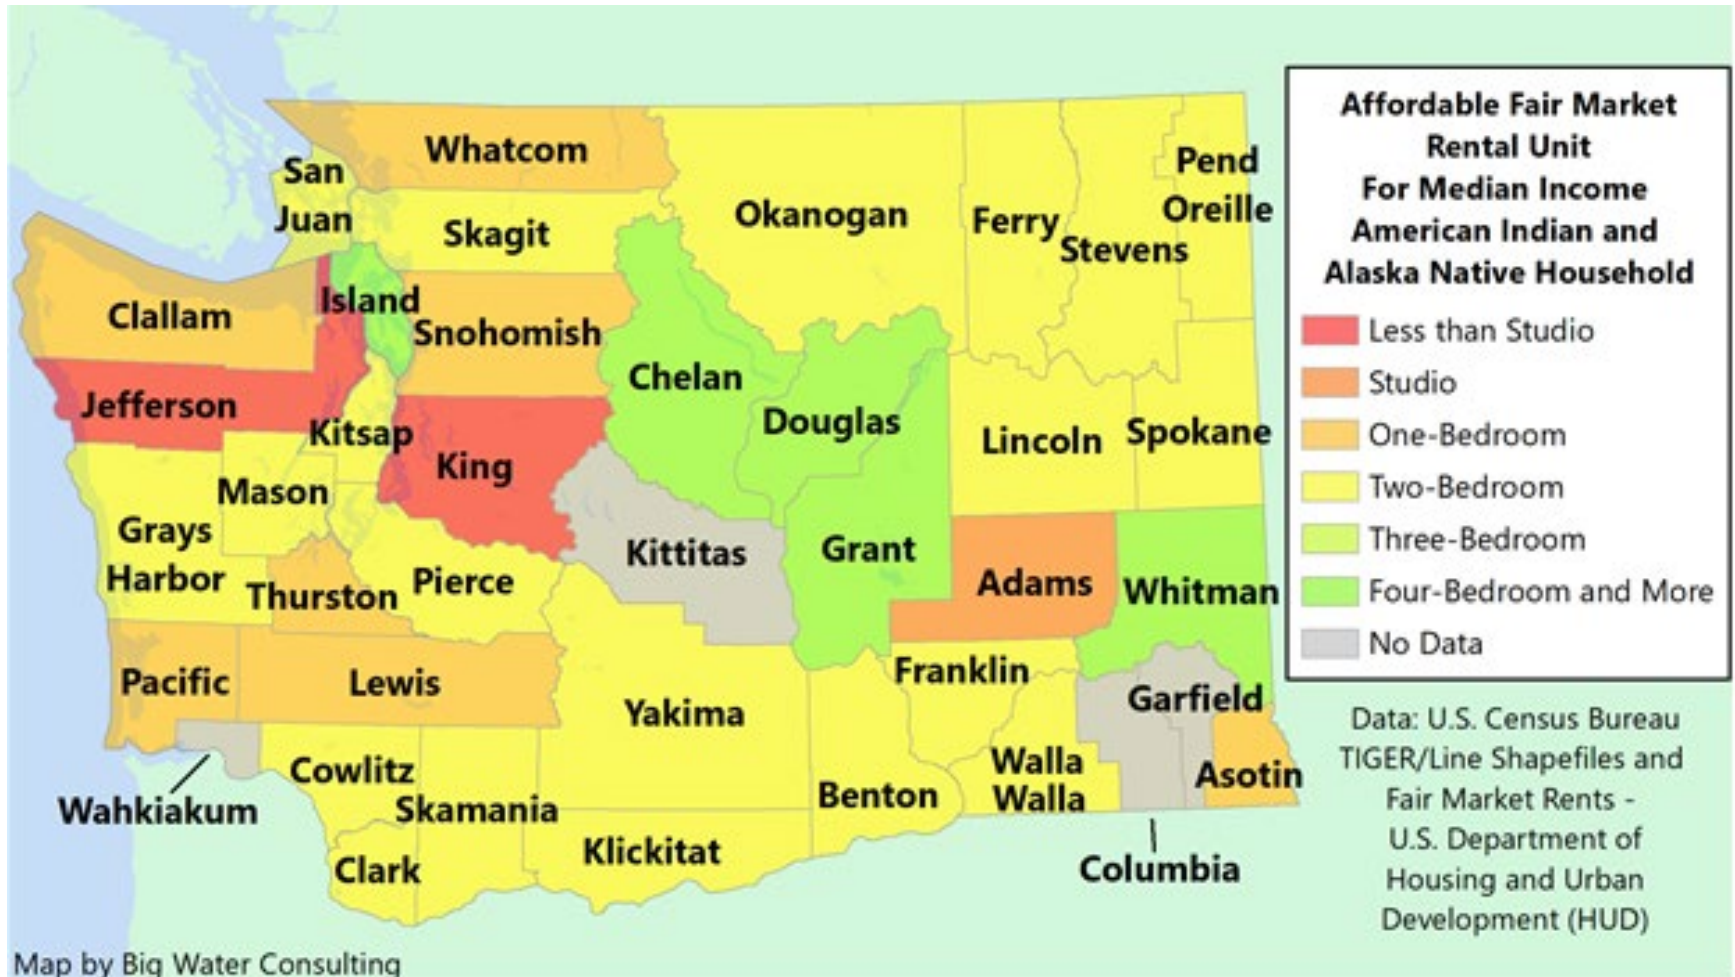 Affordable Fair Market
Rental Unit
For Median Income
American Indian and
Alaska Native Household
Less than Studio
Studio
One-Bedroom
Two-Bedroom
Three-Bedroom
Four-Bedroom and More
No Data
Whatcom
San
Juan
Skagit
Okanogan
Ferry
Stevens
Pend
Oreille
Clallam
Island
Snohomish
Chelan
Jefferson
Kitsap
King
Douglas
Lincoln
Spokane
Mason
Grays
Harbor
Thurston
Pierce
Kittitas
Grant
Adams
Whitman
Pacific
Lewis
Yakima
Franklin
Garfield
Wahkiakum
Cowlitz
Skamania
Clark
Klickitat
Benton
Walla
Walla
Asotin
Columbia
Data: U.S. Census Bureau
TIGER/Line Shapefiles and
Fair Market Rents -
U.S. Department of
Housing and Urban
Development (HUD)
Map by Big Water Consulting